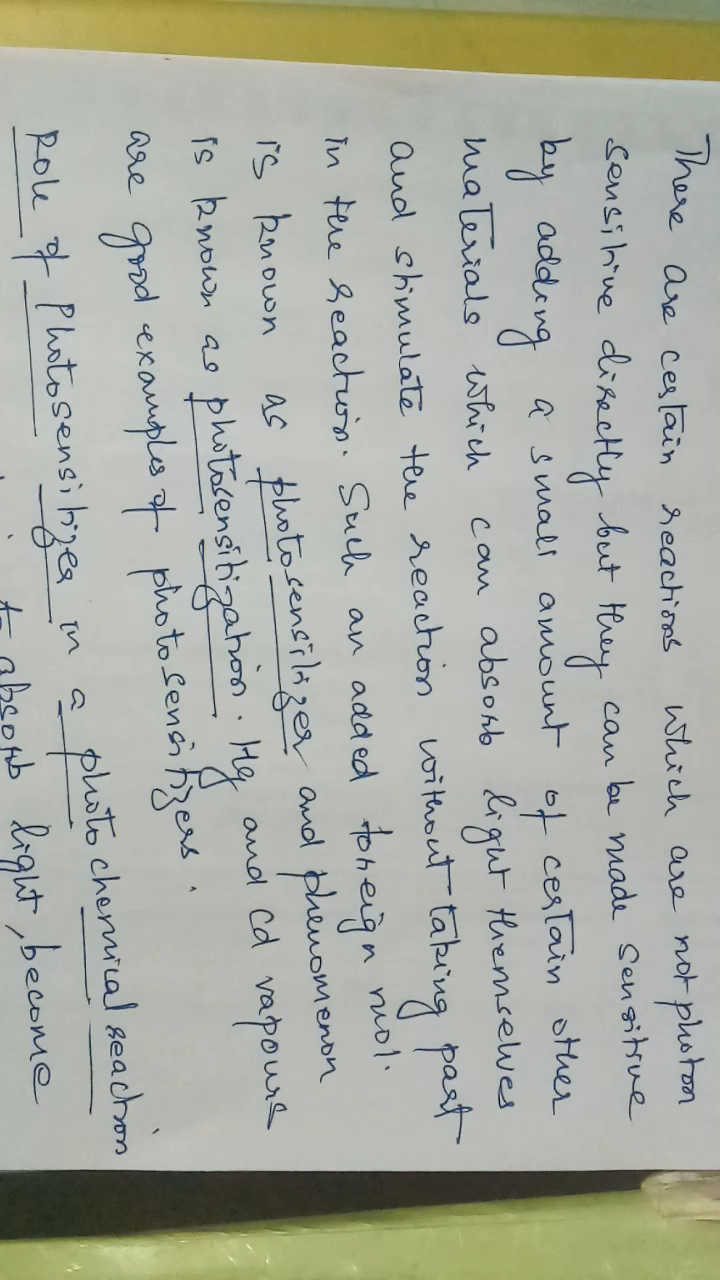 There are certain reactions which are not photon
sensitive directly but they can be made sensitive
by adding a small amount of certain other
materials which can absorb light themselves
and stimulate the reaction without taking part
in the reaction. Such an added foreign mol.
is known as photosensitizer and phenomenon
is known as photosensitization. Hg and Cd vapours
are good examples of photosensitizers.
Role of Photosensitizer in a photochemical reaction
to absorb light, become